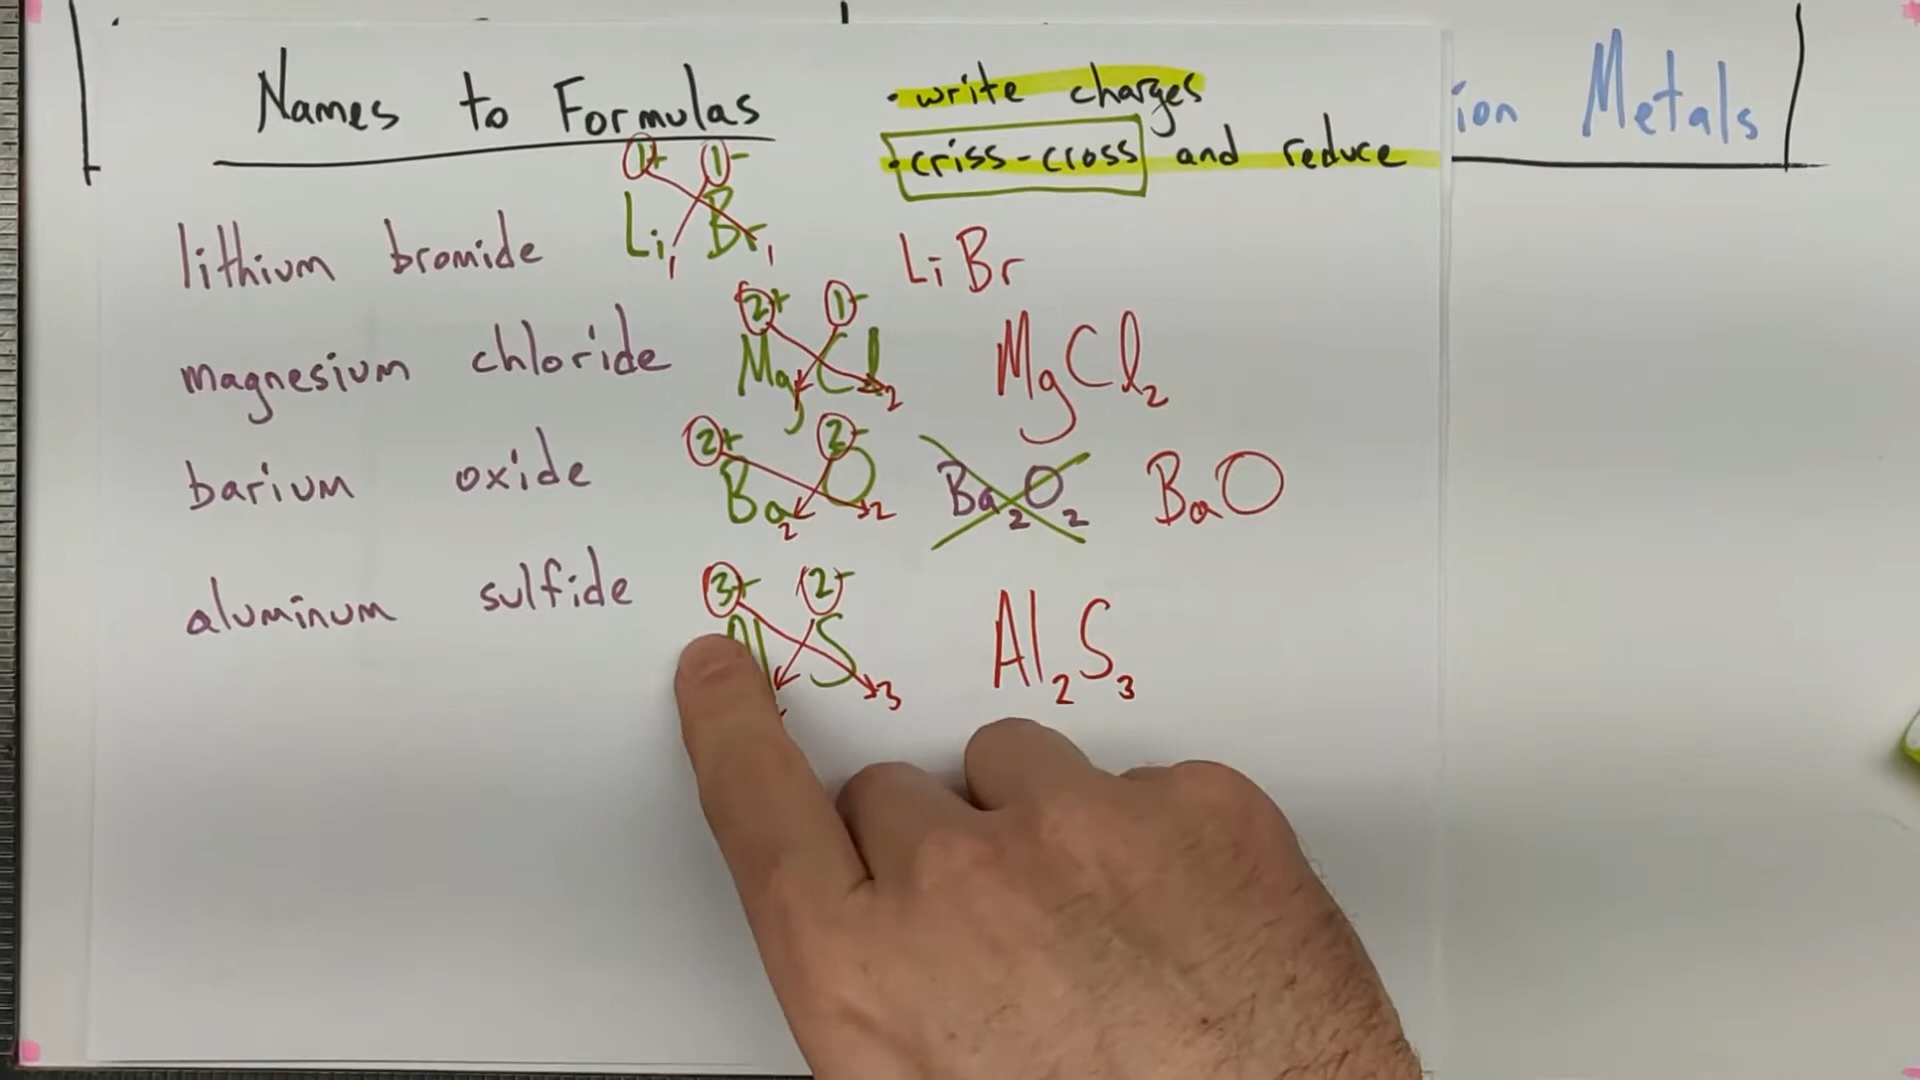 Names to Formulas
• write charges
• criss-cross and reduce
ion Metals
1+ 1-
lithium bromide Li1 Br1 LiBr
2+ 1-
magnesium chloride Mg Cl2 MgCl2
2+ 2-
barium oxide Ba2 O2 Ba2O2 BaO
3+ 2-
aluminum sulfide Al S3 Al2S3